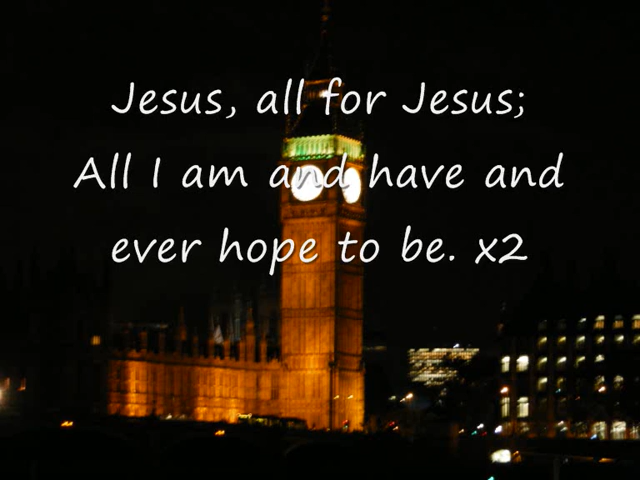 Jesus, all for Jesus;
All I am and have and
ever hope to be. x2